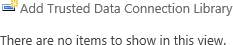 Add Trusted Data Connection Library
There are no items to show in this view.